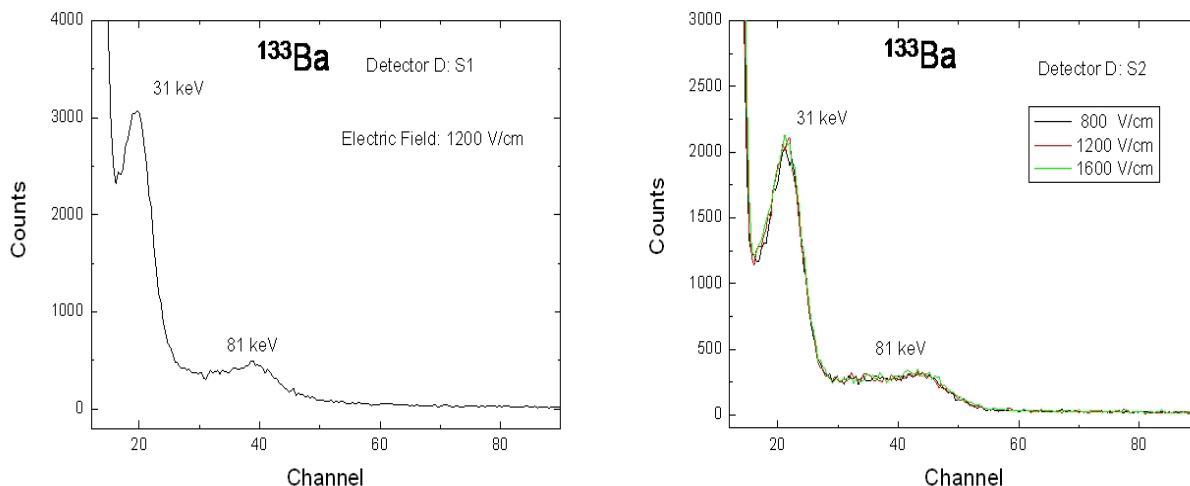 4000
3000
2000
1000
0
Counts
¹³³Ba
Detector D: S1
31 keV
Electric Field: 1200 V/cm
81 keV
20 40 60 80
Channel
3000
2500
2000
1500
1000
500
0
Counts
¹³³Ba
Detector D: S2
31 keV
800 V/cm
1200 V/cm
1600 V/cm
81 keV
20 40 60 80
Channel